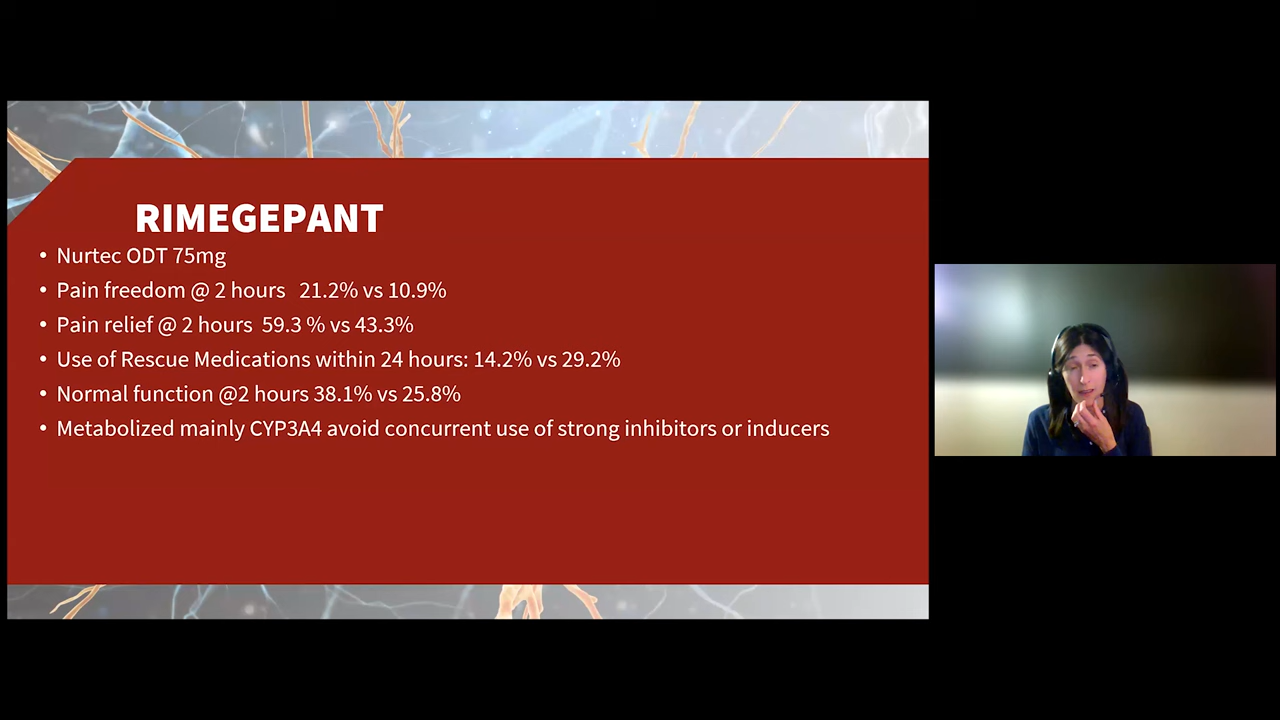 RIMEGEPANT
• Nurtec ODT 75mg
• Pain freedom @ 2 hours 21.2% vs 10.9%
• Pain relief @ 2 hours 59.3 % vs 43.3%
• Use of Rescue Medications within 24 hours: 14.2% vs 29.2%
• Normal function @2 hours 38.1% vs 25.8%
• Metabolized mainly CYP3A4 avoid concurrent use of strong inhibitors or inducers